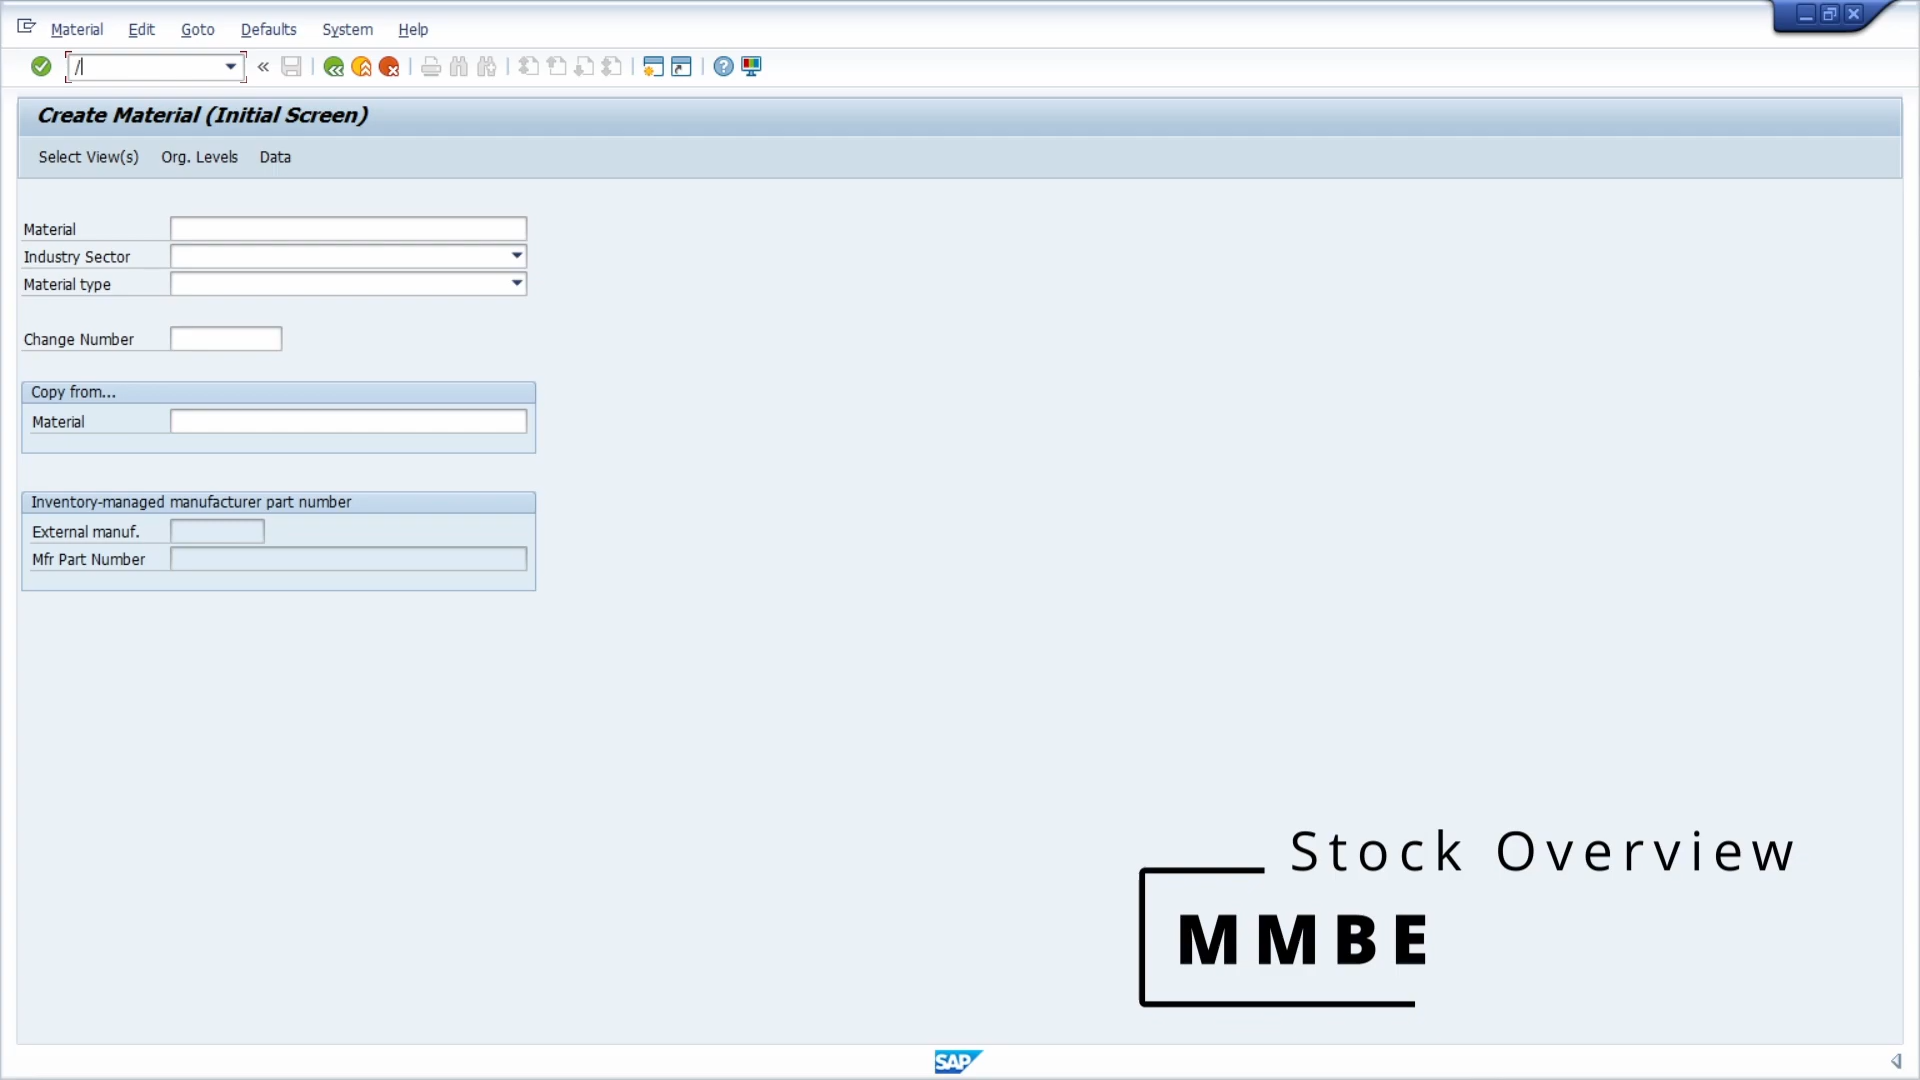 Material Edit Goto Defaults System Help
/
Create Material (Initial Screen)
Select View(s) Org. Levels Data
Material
Industry Sector
Material type
Change Number
Copy from...
Material
Inventory-managed manufacturer part number
External manuf.
Mfr Part Number
Stock Overview
MMBE
SAP